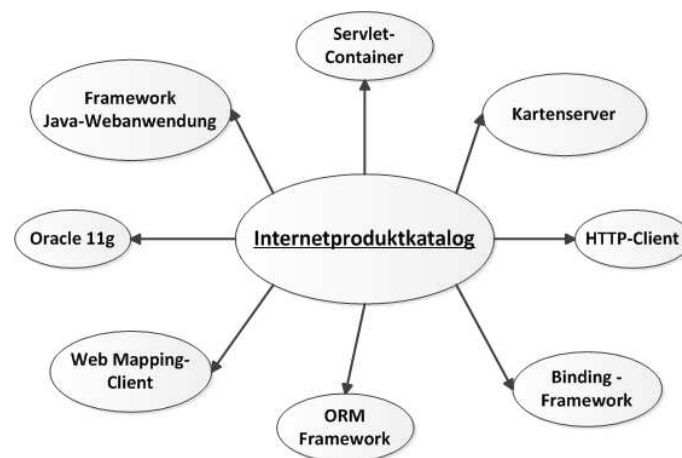 Servlet-
Container
Framework
Java-Webanwendung
Kartenserver
Oracle 11g
Internetproduktkatalog
HTTP-Client
Web Mapping-
Client
Binding -
Framework
ORM
Framework